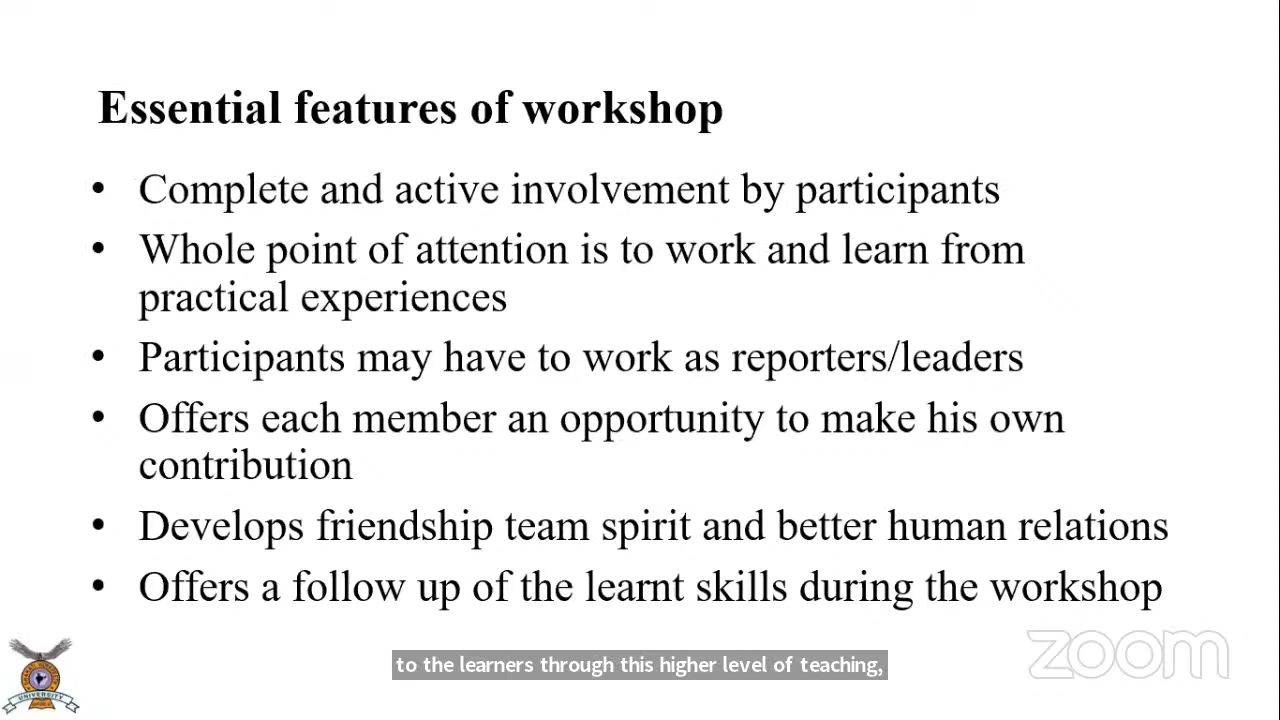 Essential features of workshop
• Complete and active involvement by participants
• Whole point of attention is to work and learn from
practical experiences
• Participants may have to work as reporters/leaders
• Offers each member an opportunity to make his own
contribution
• Develops friendship team spirit and better human relations
• Offers a follow up of the learnt skills during the workshop
to the learners through this higher level of teaching,
zoom
UNIVERSITY